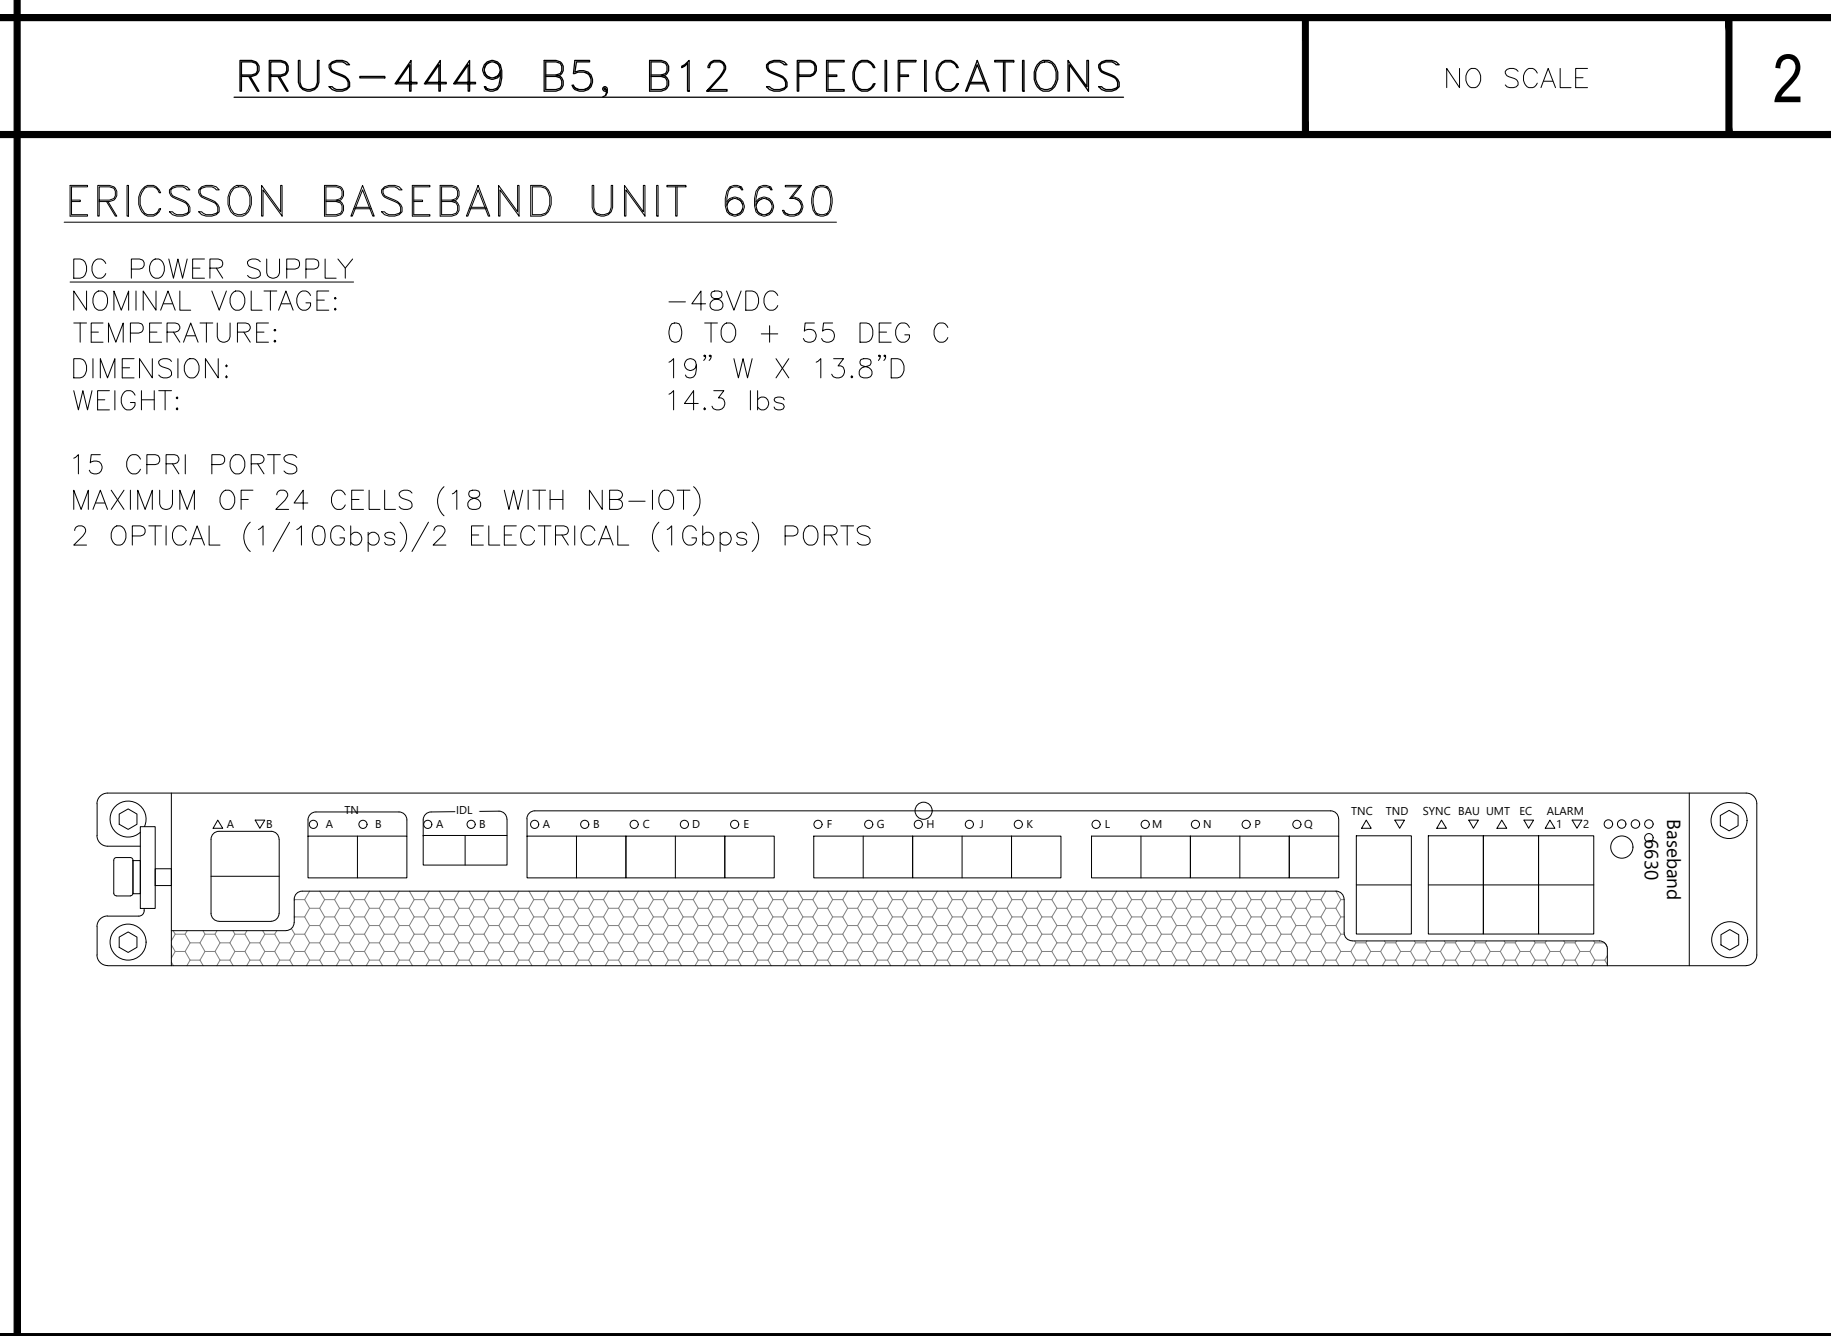 RRUS-4449 B5, B12 SPECIFICATIONS
NO SCALE
2
ERICSSON BASEBAND UNIT 6630
DC POWER SUPPLY
NOMINAL VOLTAGE: -48VDC
TEMPERATURE: 0 TO + 55 DEG C
DIMENSION: 19" W X 13.8"D
WEIGHT: 14.3 lbs
15 CPRI PORTS
MAXIMUM OF 24 CELLS (18 WITH NB-IOT)
2 OPTICAL (1/10Gbps)/2 ELECTRICAL (1Gbps) PORTS
TN IDL TNC TND SYNC BAU UMT EC ALARM
A B A B A B A B C D E F G H J K L M N P Q 1 2
Baseband
6630